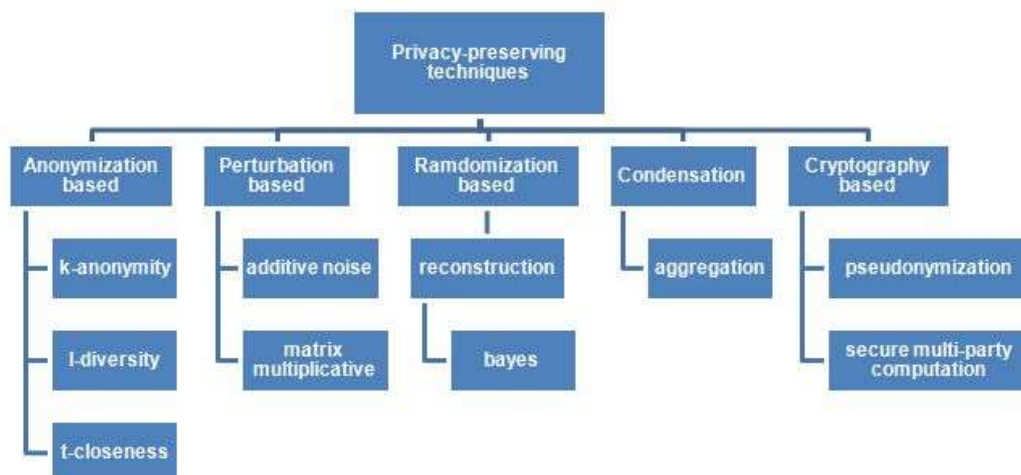 Privacy-preserving
techniques
Anonymization
based
Perturbation
based
Ramdomization
based
Condensation
Cryptography
based
k-anonymity
additive noise
reconstruction
aggregation
pseudonymization
l-diversity
matrix
multiplicative
bayes
secure multi-party
computation
t-closeness